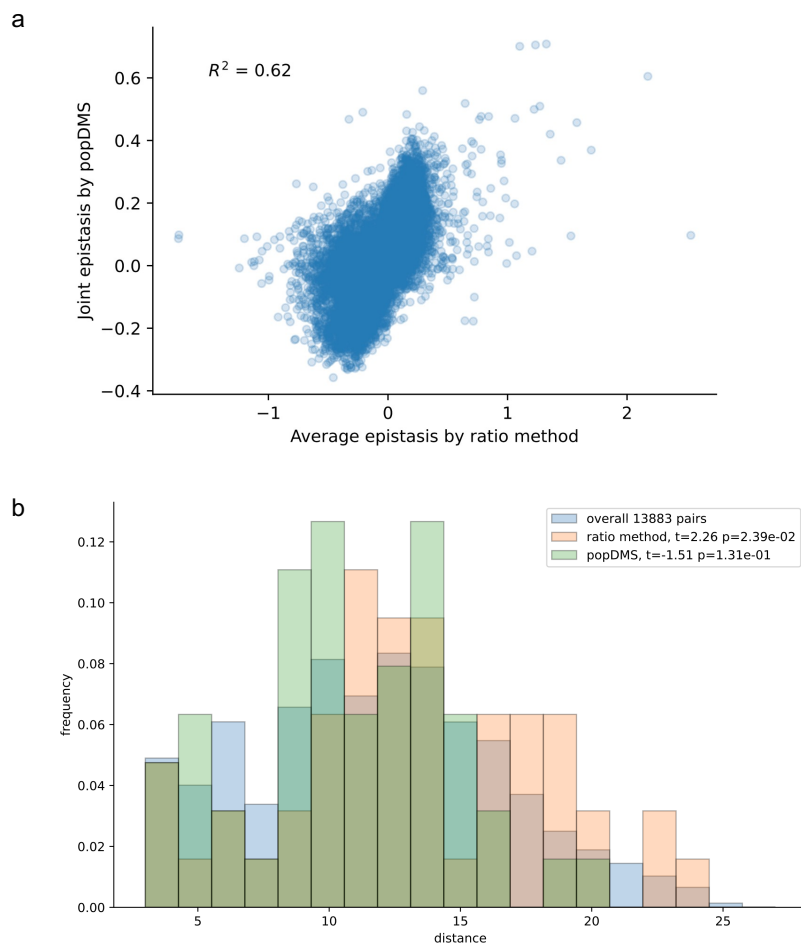 a
R² = 0.62
Joint epistasis by popDMS
0.6
0.4
0.2
0.0
−0.2
−0.4
−1
0
1
2
Average epistasis by ratio method
b
overall 13883 pairs
ratio method, t=2.26 p=2.39e-02
popDMS, t=-1.51 p=1.31e-01
frequency
0.12
0.10
0.08
0.06
0.04
0.02
0.00
5
10
15
20
25
distance